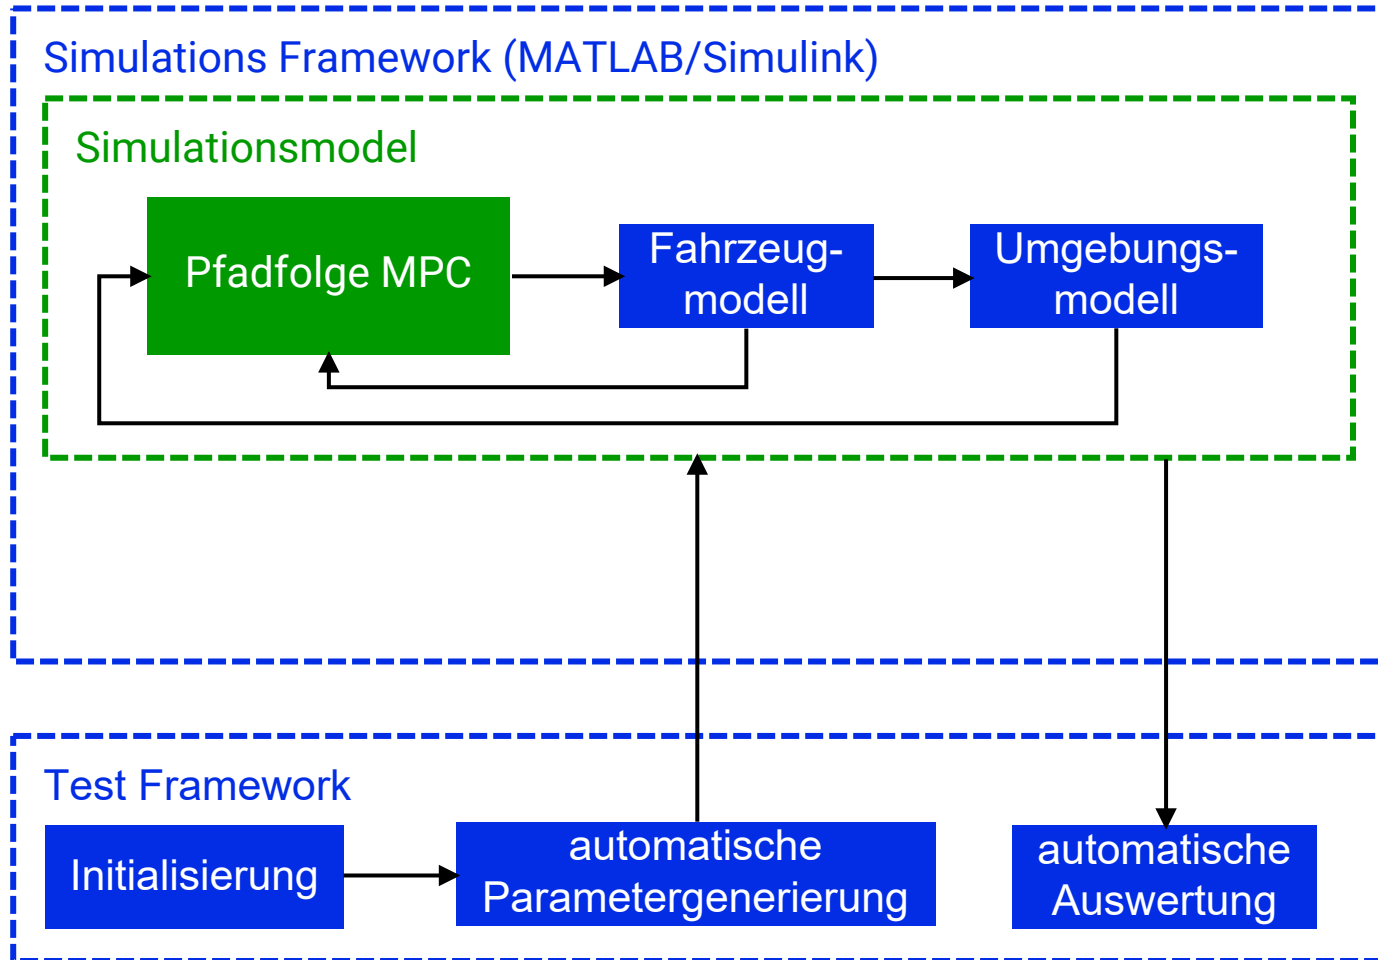 Simulations Framework (MATLAB/Simulink)
Simulationsmodel
Pfadfolge MPC
Fahrzeug-
modell
Umgebungs-
modell
Test Framework
Initialisierung
automatische
Parametergenerierung
automatische
Auswertung